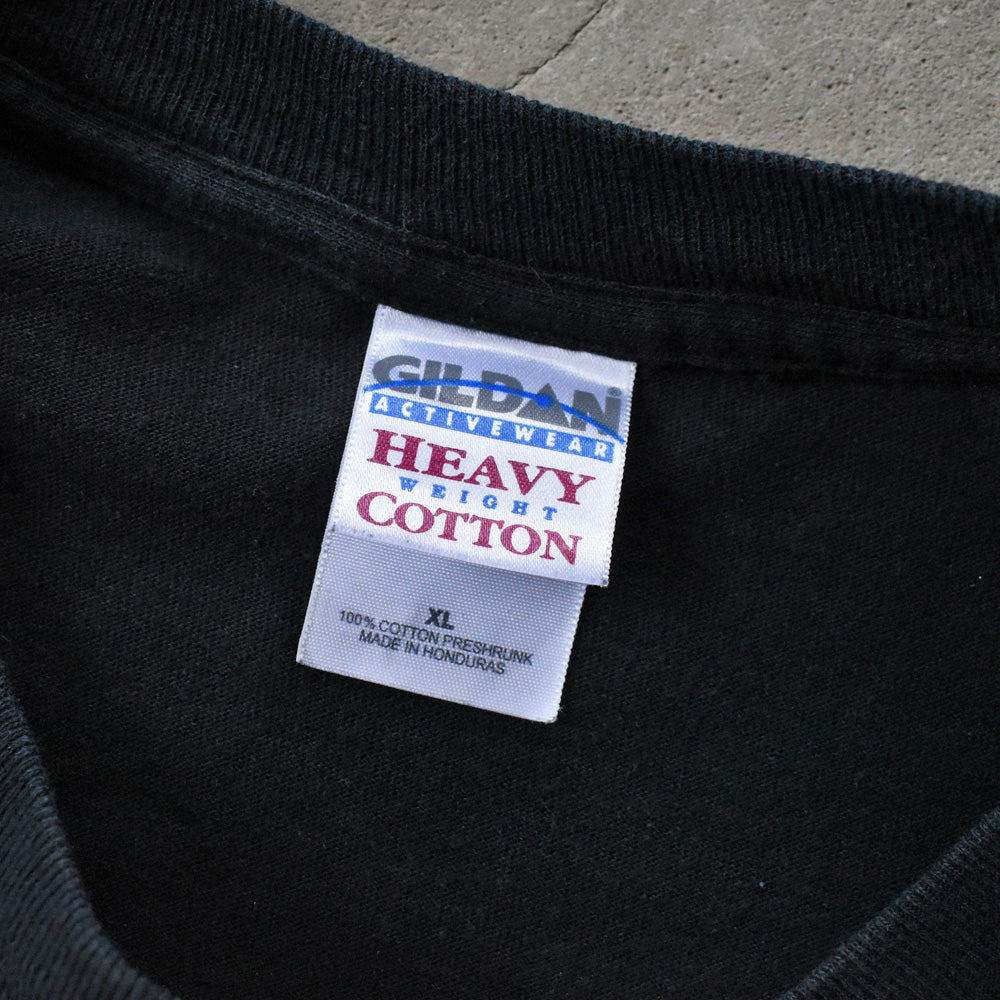 GILDAN®
ACTIVEWEAR
HEAVY
WEIGHT
COTTON
XL
100% COTTON PRESHRUNK
MADE IN HONDURAS